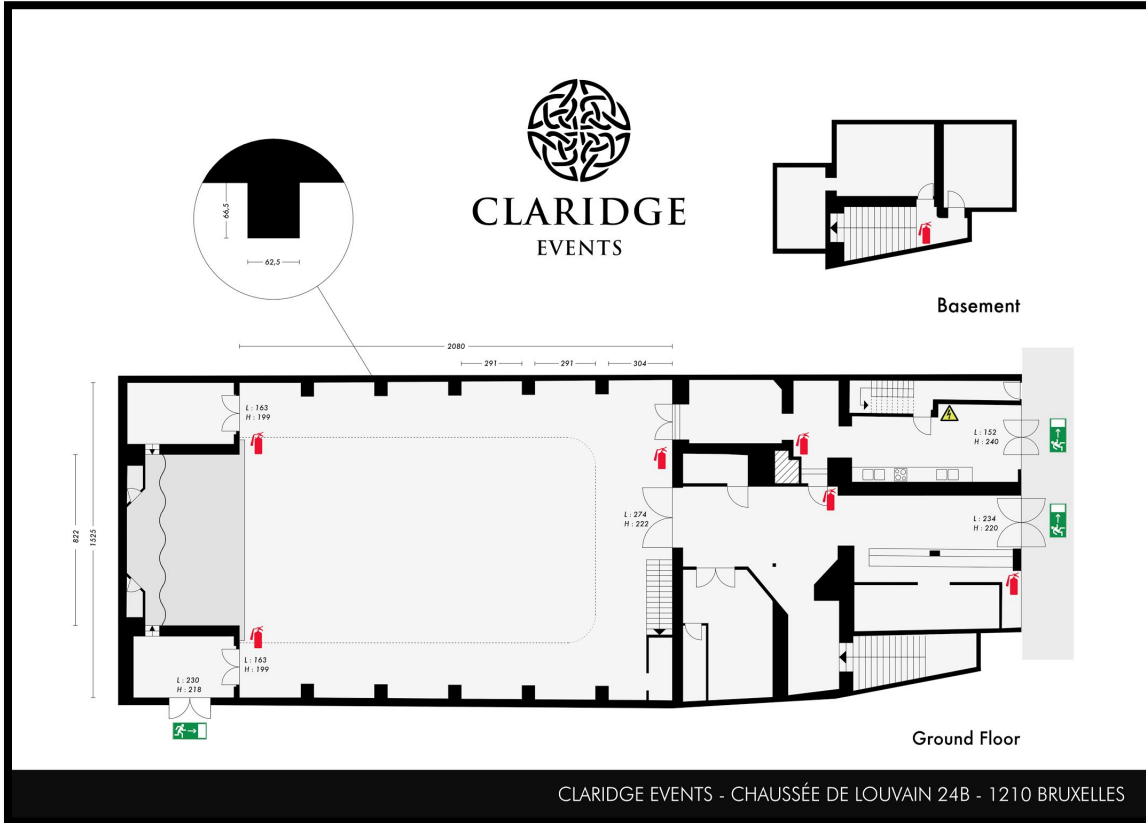 CLARIDGE
EVENTS
66,5
62,5
Basement
2080
291
291
304
L : 163
H : 199
L : 152
H : 240
L : 274
H : 222
L : 234
H : 220
822
1525
L : 163
H : 199
L : 230
H : 218
Ground Floor
CLARIDGE EVENTS - CHAUSSÉE DE LOUVAIN 24B - 1210 BRUXELLES